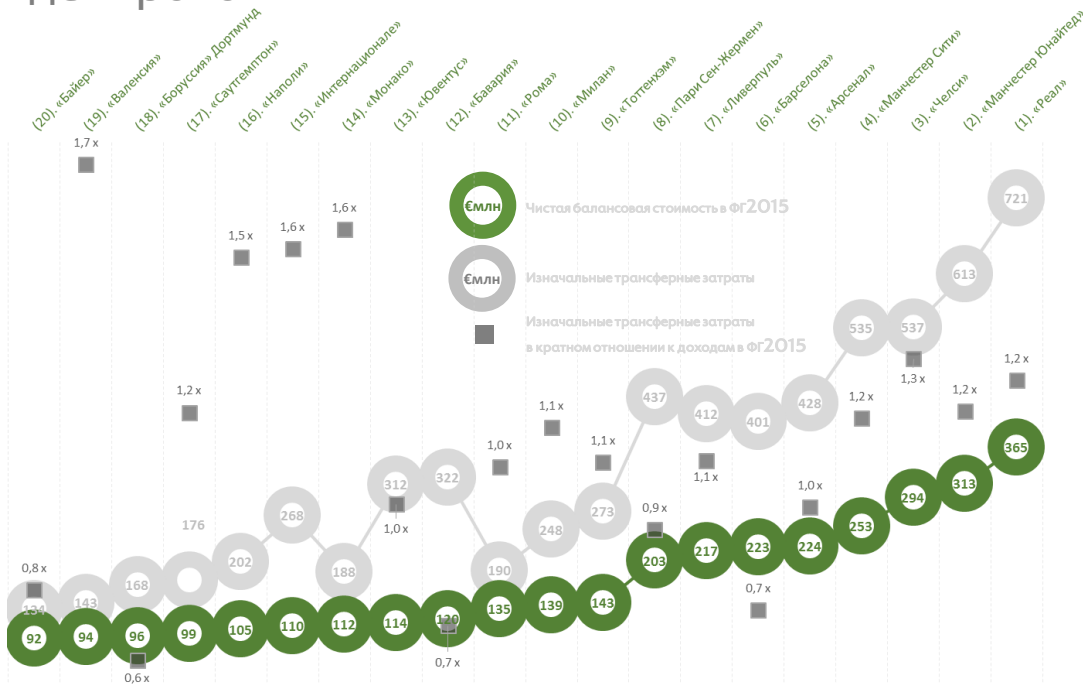 (20). «Байер»
(19). «Валенсия»
(18). «Боруссия» Дортмунд
(17). «Саутгемптон»
(16). «Наполи»
(15). «Интернационале»
(14). «Монако»
(13). «Ювентус»
(12). «Бавария»
(11). «Рома»
(10). «Милан»
(9). «Тоттенхэм»
(8). «Пари Сен-Жермен»
(7). «Ливерпуль»
(6). «Барселона»
(5). «Арсенал»
(4). «Манчестер Сити»
(3). «Челси»
(2). «Манчестер Юнайтед»
(1). «Реал»
1,7 x
1,6 x
1,6 x
1,5 x
€млн
Чистая балансовая стоимость в ФГ2015
€млн
Изначальные трансферные затраты
Изначальные трансферные затраты
в кратном отношении к доходам в ФГ2015
721
613
535
537
1,3 x
1,2 x
1,2 x
1,2 x
1,2 x
437
412
401
428
1,1 x
1,1 x
1,0 x
1,1 x
1,0 x
0,9 x
312
322
1,0 x
176
268
202
188
190
248
273
0,8 x
134
143
168
0,7 x
92
94
96
99
105
110
112
114
120
135
139
143
203
217
223
224
253
294
313
365
0,6 x
0,7 x